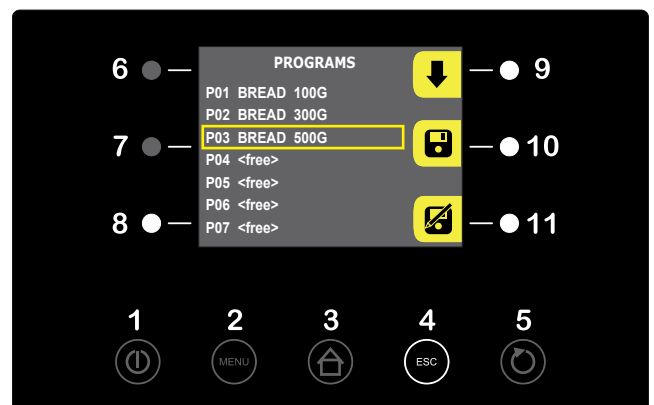 PROGRAMS
6
9
P01 BREAD 100G
P02 BREAD 300G
P03 BREAD 500G
7
10
P04 <free>
P05 <free>
P06 <free>
P07 <free>
8
11
1 2 3 4 5
MENU ESC